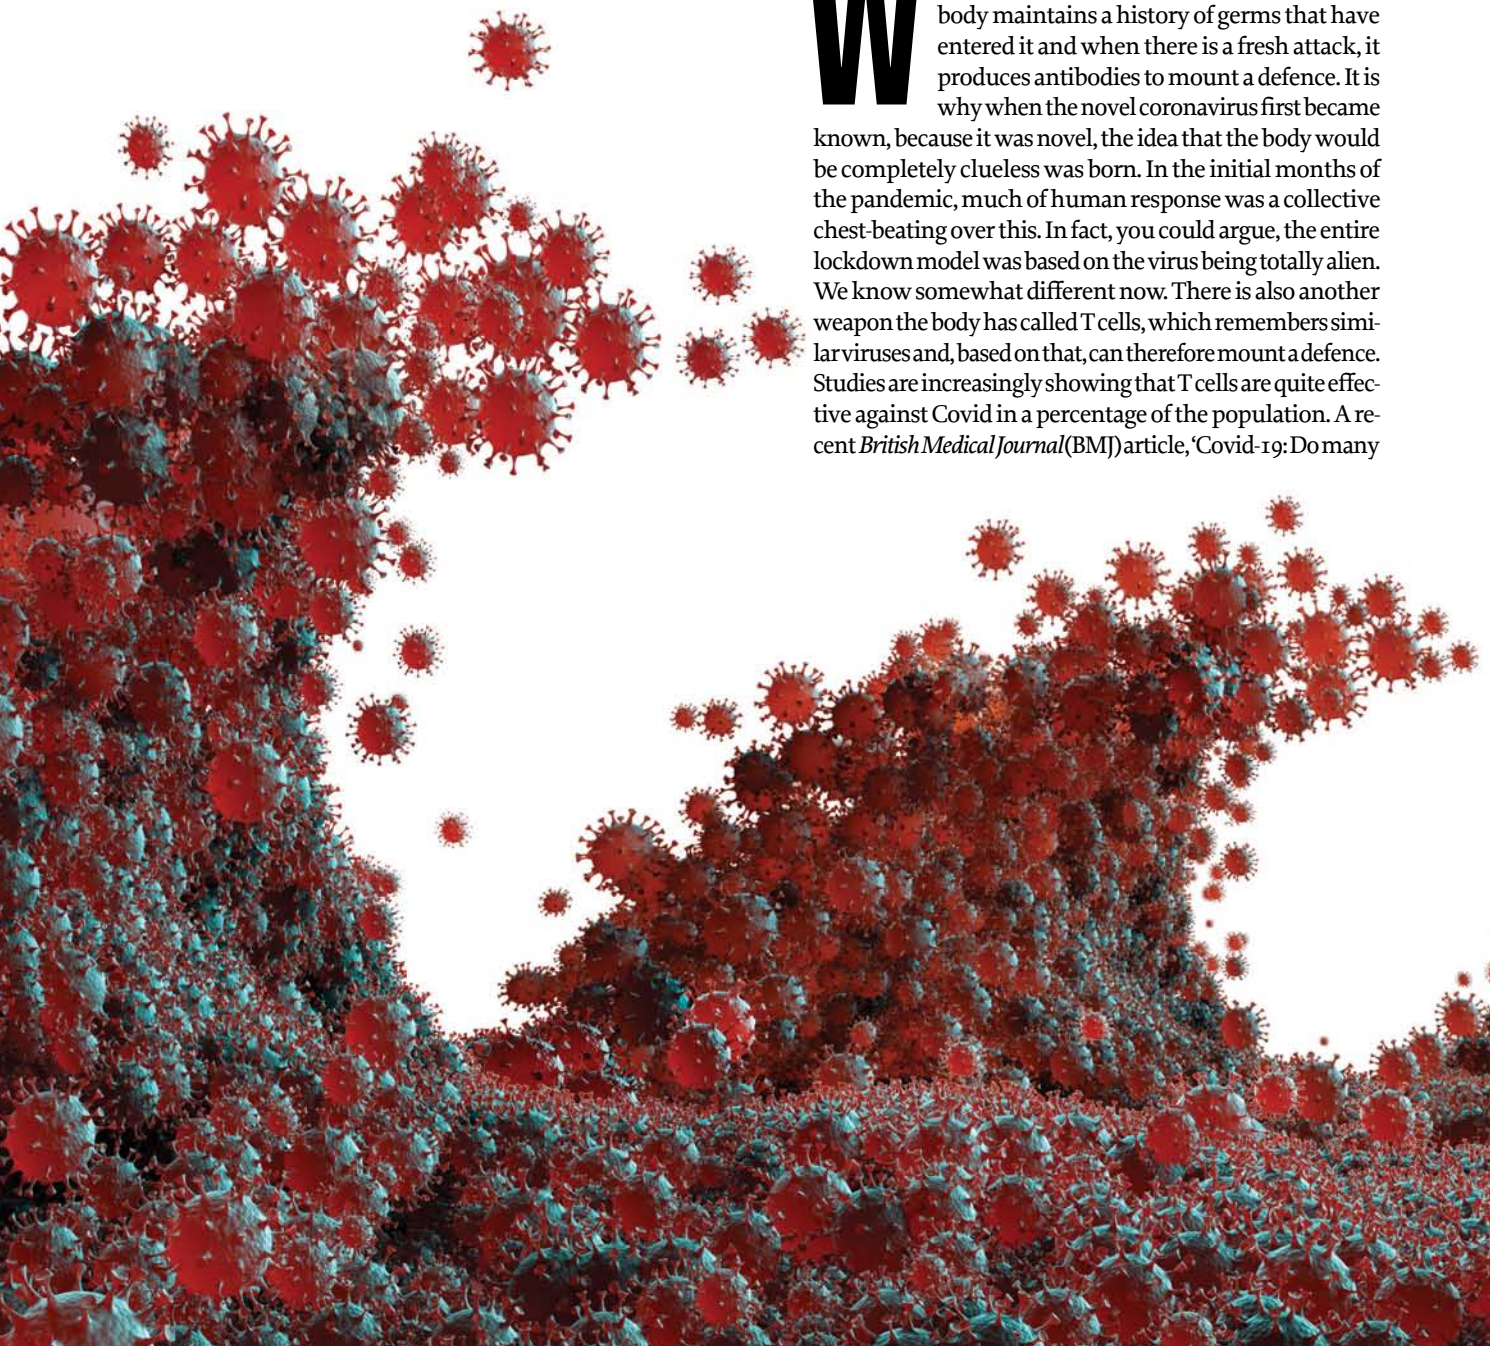 W
body maintains a history of germs that have
entered it and when there is a fresh attack, it
produces antibodies to mount a defence. It is
why when the novel coronavirus first became
known, because it was novel, the idea that the body would
be completely clueless was born. In the initial months of
the pandemic, much of human response was a collective
chest-beating over this. In fact, you could argue, the entire
lockdown model was based on the virus being totally alien.
We know somewhat different now. There is also another
weapon the body has called T cells, which remembers simi-
lar viruses and, based on that, can therefore mount a defence.
Studies are increasingly showing that T cells are quite effec-
tive against Covid in a percentage of the population. A re-
cent British Medical Journal (BMJ) article, ‘Covid-19: Do many